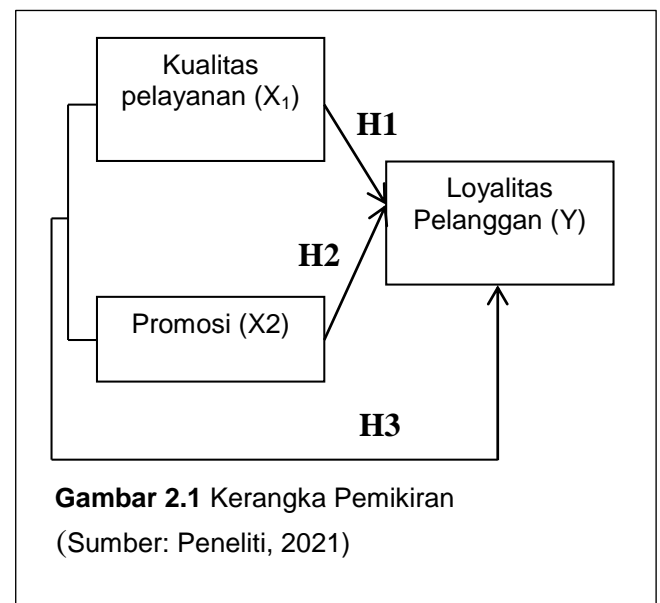 Kualitas
pelayanan (X₁)
H1
Loyalitas
Pelanggan (Y)
H2
Promosi (X2)
H3
Gambar 2.1 Kerangka Pemikiran
(Sumber: Peneliti, 2021)